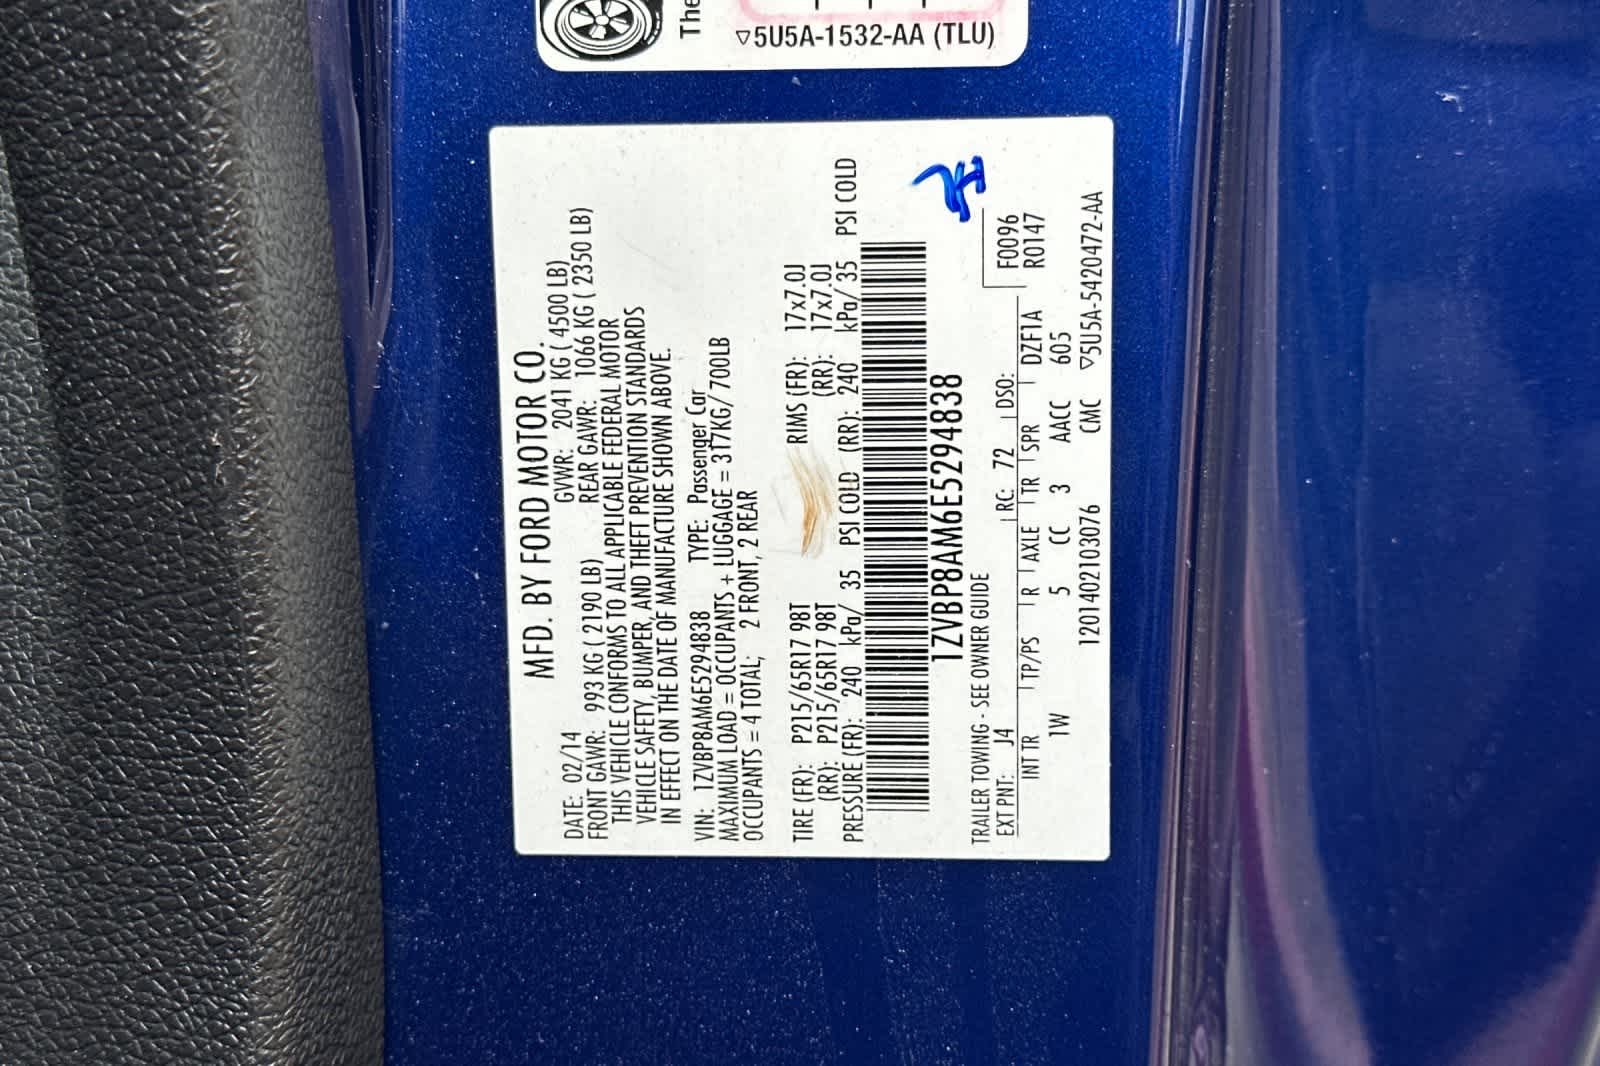 The
▽5U5A-1532-AA (TLU)
MFD. BY FORD MOTOR CO.
DATE: 02/14 GVWR: 2041 KG ( 4500 LB)
FRONT GAWR: 993 KG ( 2190 LB) REAR GAWR: 1066 KG ( 2350 LB)
THIS VEHICLE CONFORMS TO ALL APPLICABLE FEDERAL MOTOR
VEHICLE SAFETY, BUMPER, AND THEFT PREVENTION STANDARDS
IN EFFECT ON THE DATE OF MANUFACTURE SHOWN ABOVE.
VIN: 1ZVBP8AM6E5294838 TYPE: Passenger Car
MAXIMUM LOAD = OCCUPANTS + LUGGAGE = 317KG/700LB
OCCUPANTS = 4 TOTAL; 2 FRONT, 2 REAR
TIRE (FR): P215/65R17 98T RIMS (FR): 17x7.0J
(RR): P215/65R17 98T (RR): 17x7.0J
PRESSURE (FR): 240 kPa/ 35 PSI COLD (RR): 240 kPa/ 35 PSI COLD
1ZVBP8AM6E5294838
TRAILER TOWING - SEE OWNER GUIDE
EXT PNT: J4 RC: 72 DSO: F0096
INT TR TP/PS R AXLE TR SPR DZF1A R0147
1W 5 CC 3 AACC 605
1201402103076 CMC ▽5U5A-5420472-AA